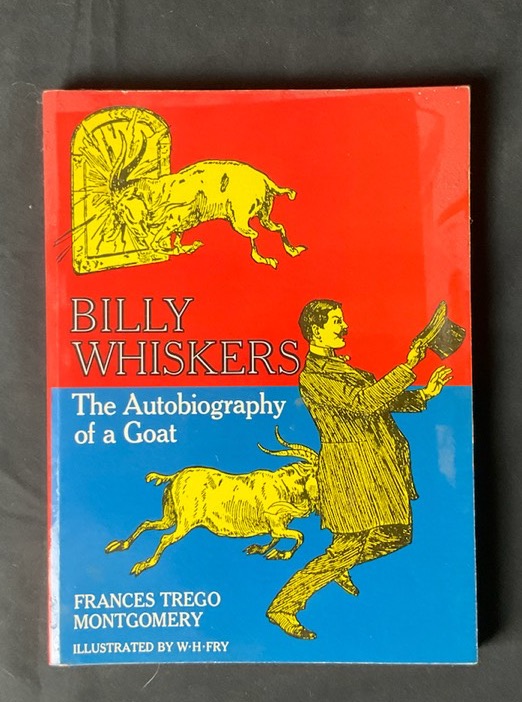 BILLY
WHISKERS
The Autobiography
of a Goat
FRANCES TREGO
MONTGOMERY
ILLUSTRATED BY W·H·FRY